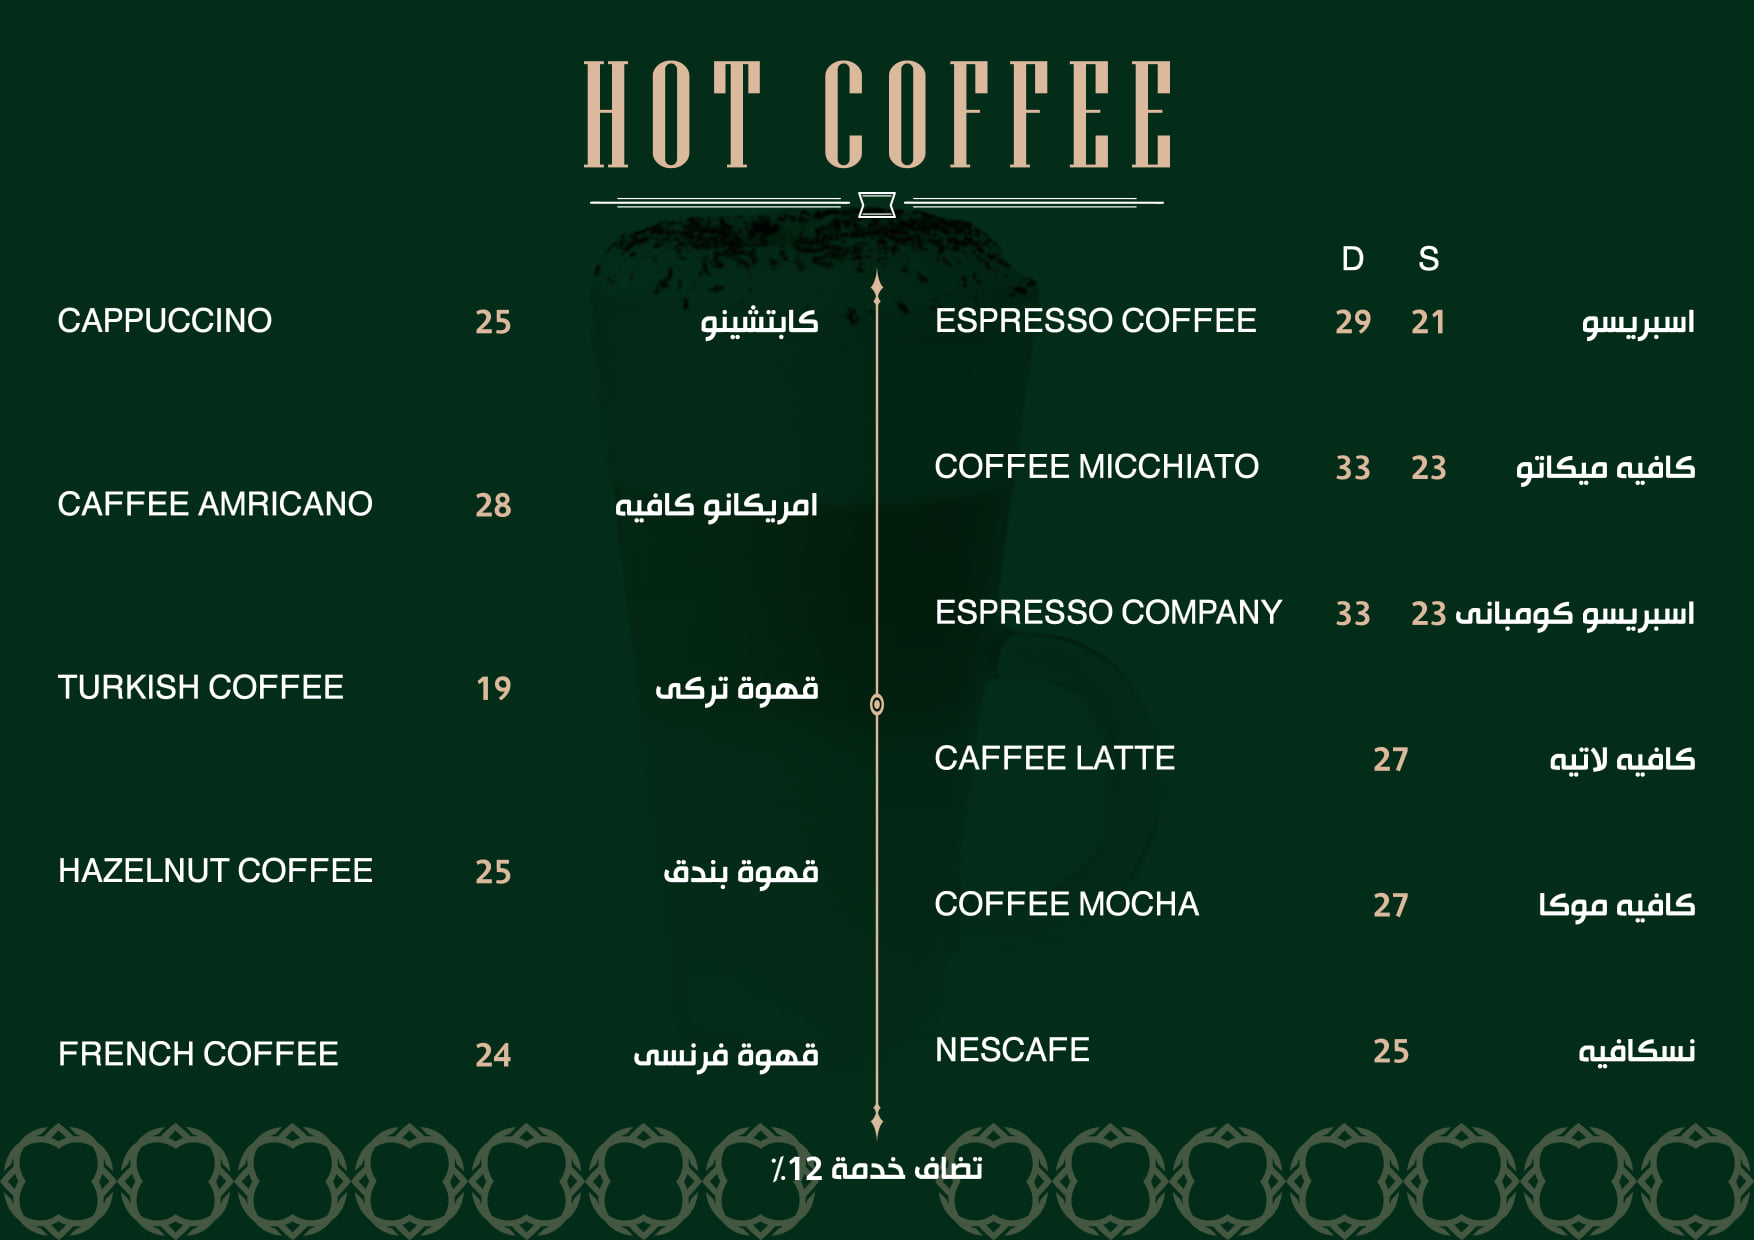 HOT COFFEE
CAPPUCCINO 25 كابتشينو
CAFFEE AMRICANO 28 امريكانو كافيه
TURKISH COFFEE 19 قهوة تركى
HAZELNUT COFFEE 25 قهوة بندق
FRENCH COFFEE 24 قهوة فرنسى
D S
ESPRESSO COFFEE 29 21 اسبريسو
COFFEE MICCHIATO 33 23 كافيه ميكاتو
ESPRESSO COMPANY 33 23 اسبريسو كومبانى
CAFFEE LATTE 27 كافيه لاتيه
COFFEE MOCHA 27 كافيه موكا
NESCAFE 25 نسكافيه
تضاف خدمة 12٪